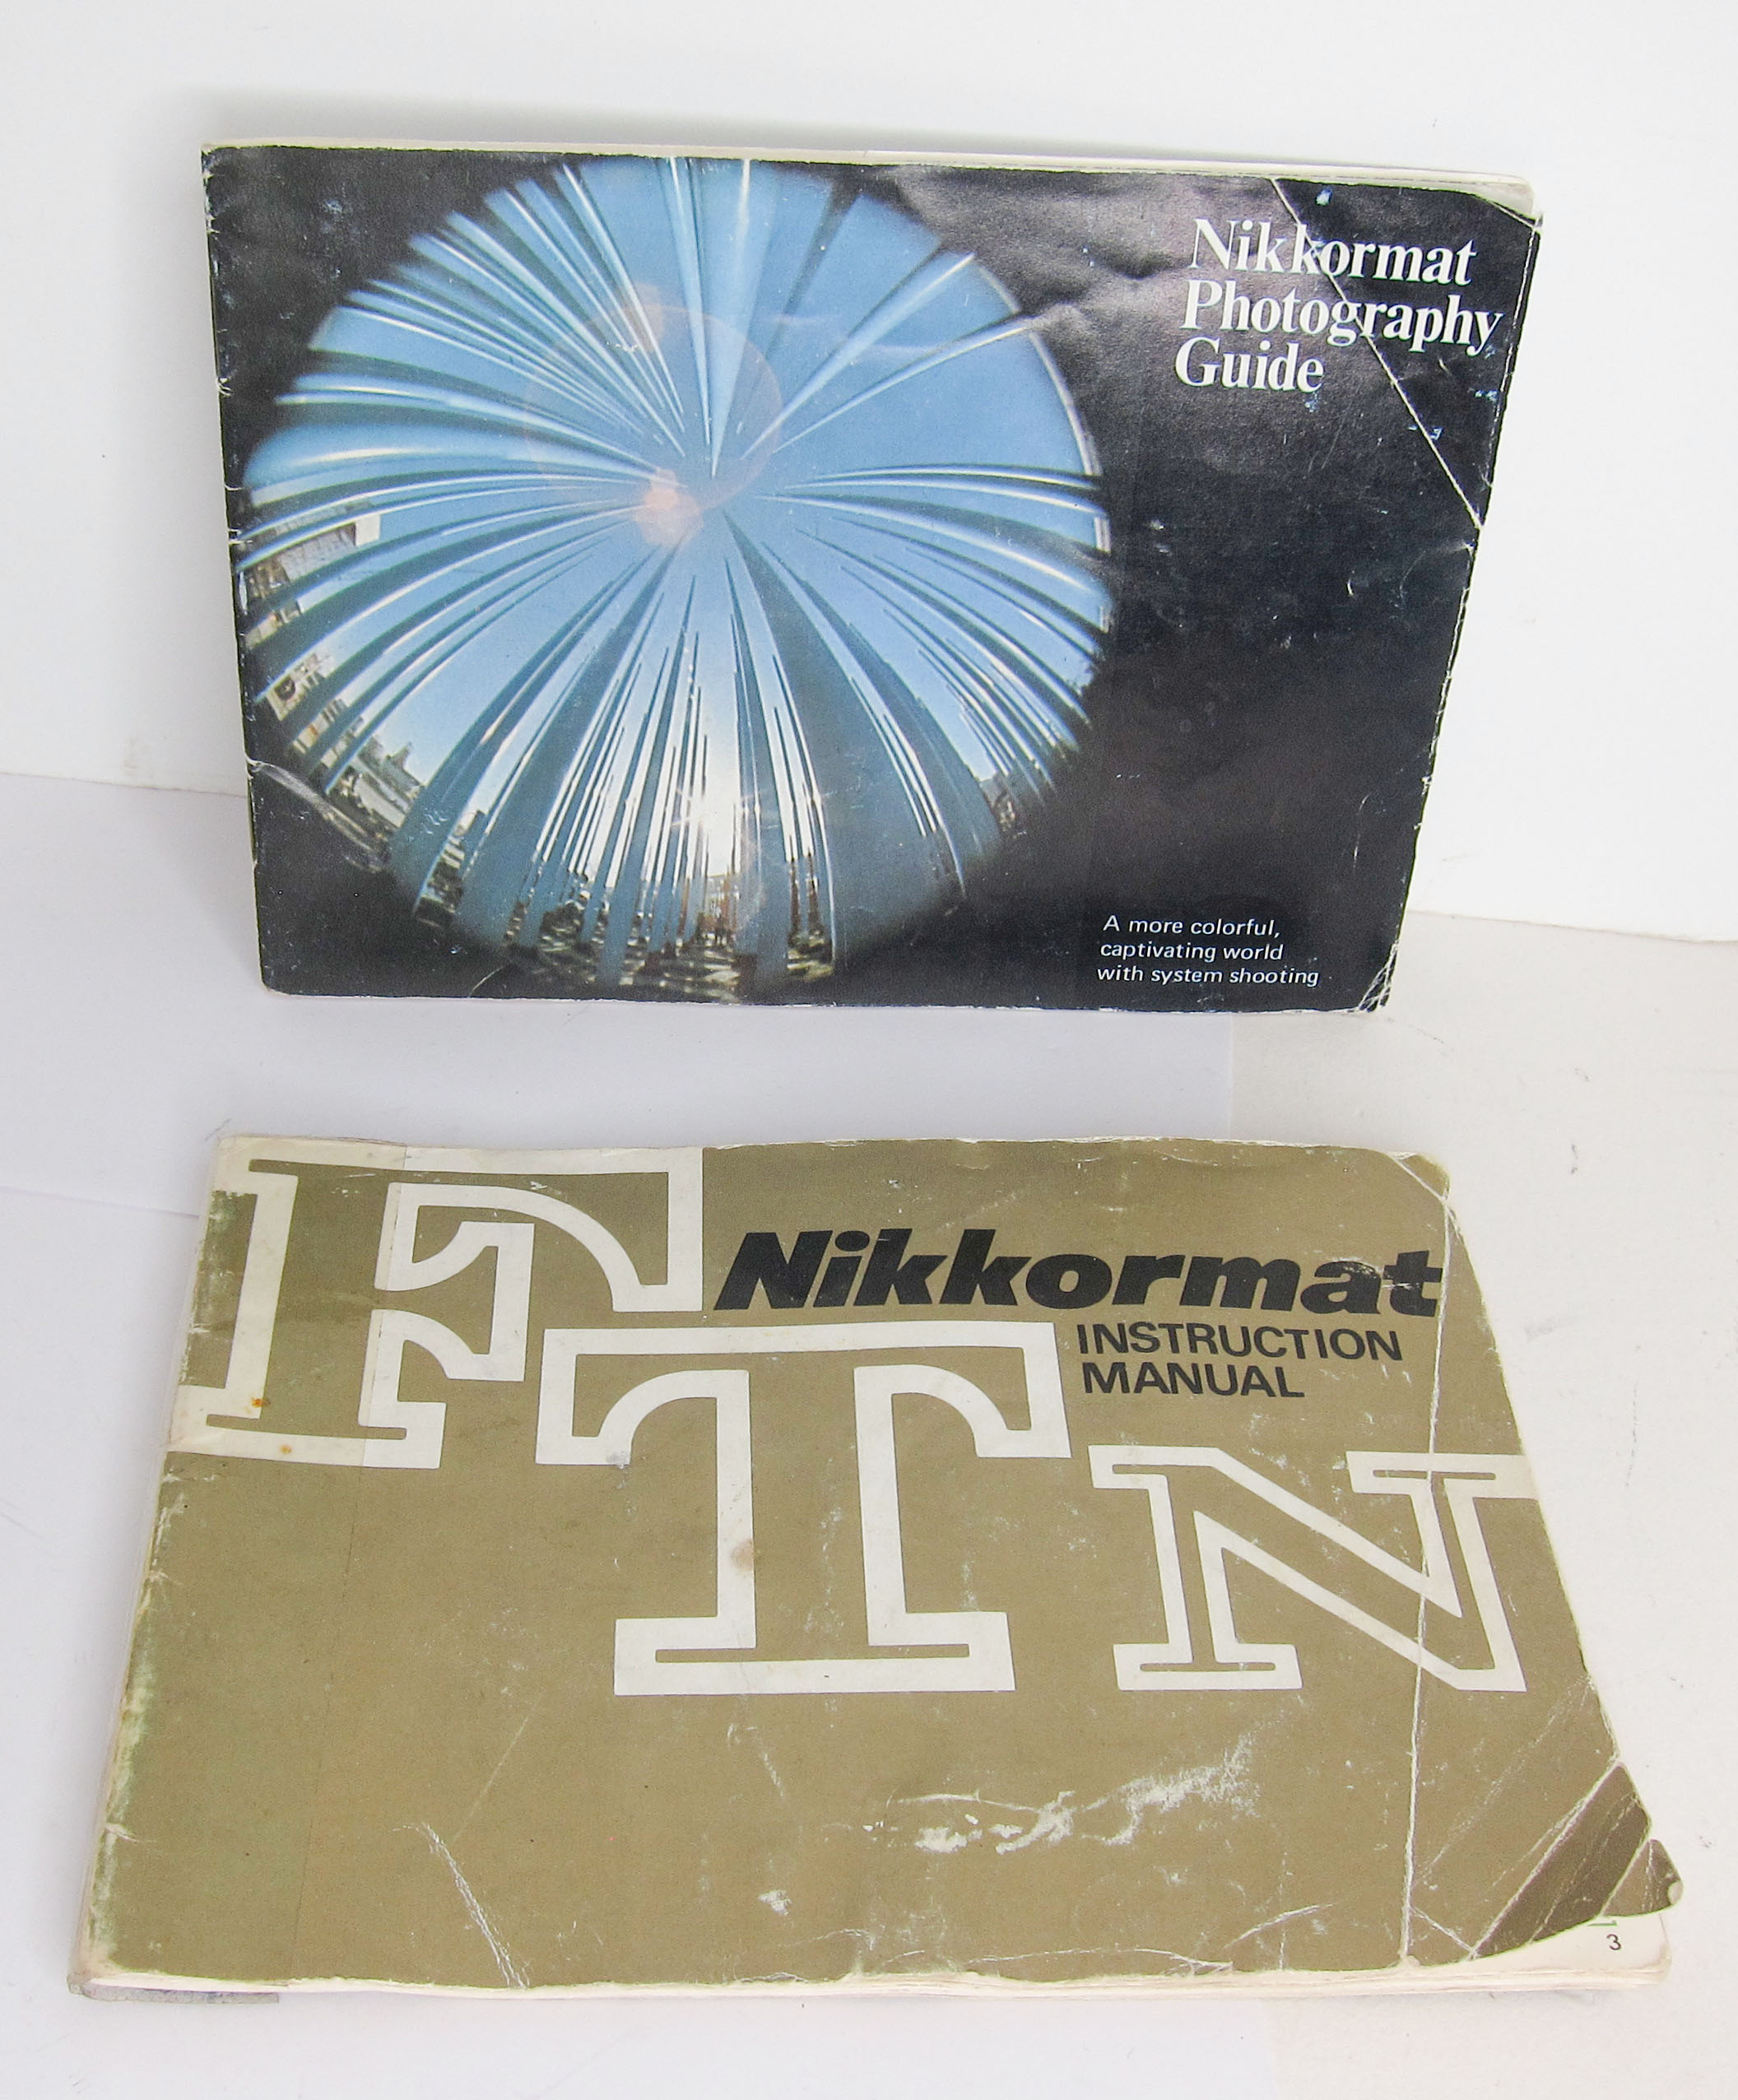 Nikkormat
Photography
Guide
A more colorful,
captivating world
with system shooting
FTN
Nikkormat
INSTRUCTION
MANUAL
3